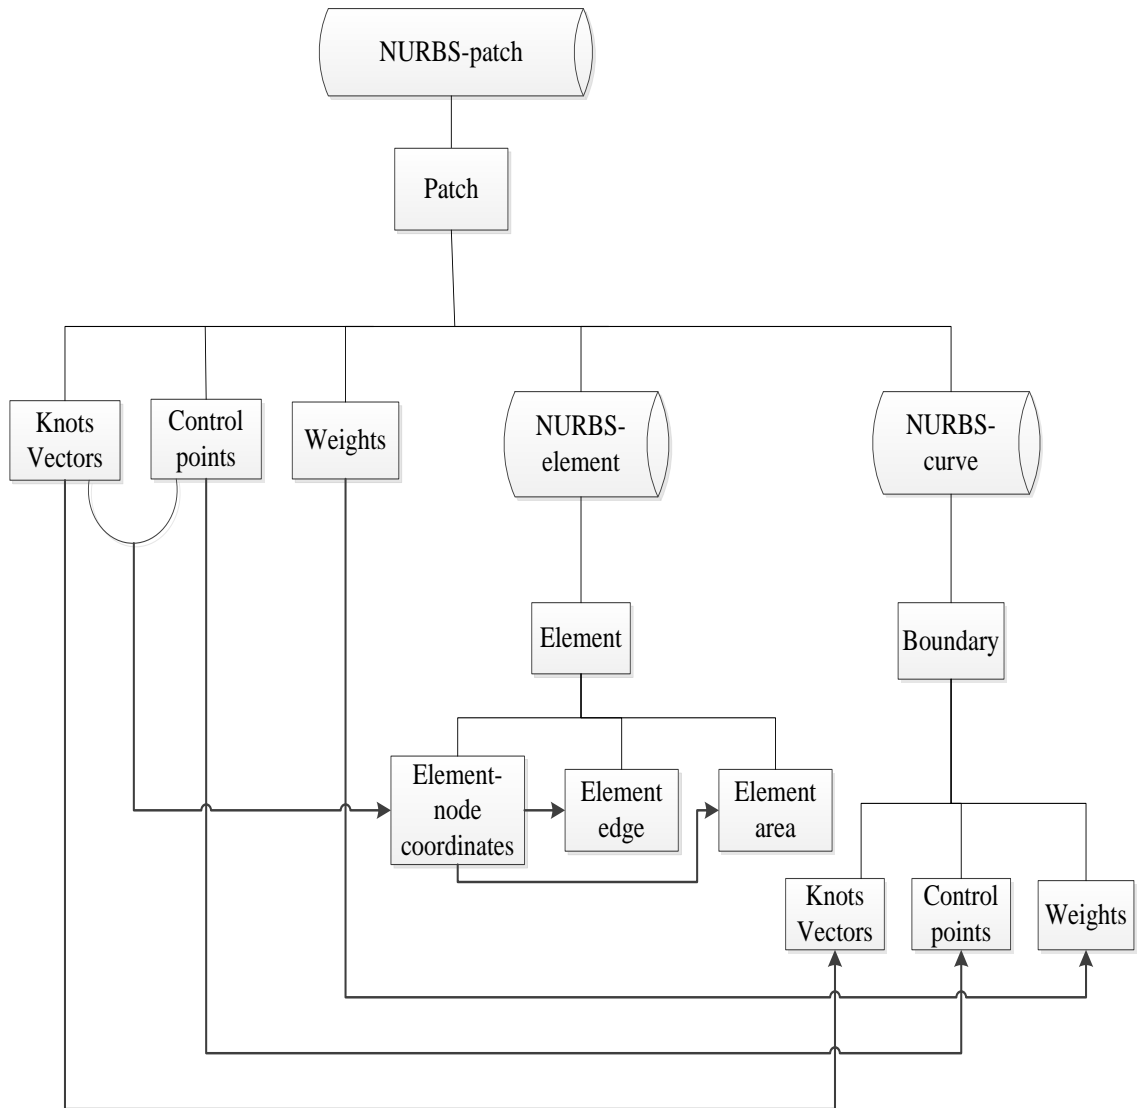 NURBS-patch
Patch
Knots
Vectors
Control
points
Weights
NURBS-
element
NURBS-
curve
Element
Boundary
Element-
node
coordinates
Element
edge
Element
area
Knots
Vectors
Control
points
Weights